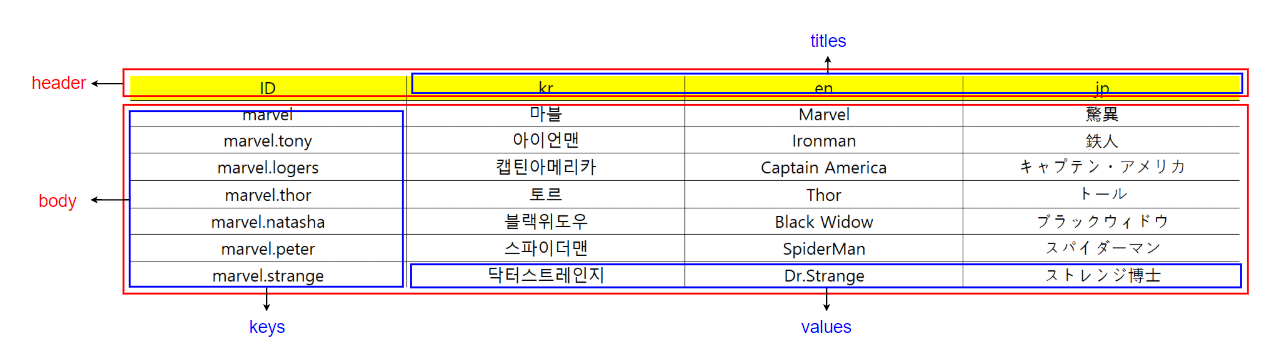 titles
header
ID kr en jp
marvel 마블 Marvel 驚異
marvel.tony 아이언맨 Ironman 鉄人
marvel.logers 캡틴아메리카 Captain America キャプテン・アメリカ
body
marvel.thor 토르 Thor トール
marvel.natasha 블랙위도우 Black Widow ブラックウィドウ
marvel.peter 스파이더맨 SpiderMan スパイダーマン
marvel.strange 닥터스트레인지 Dr.Strange ストレンジ博士
keys values